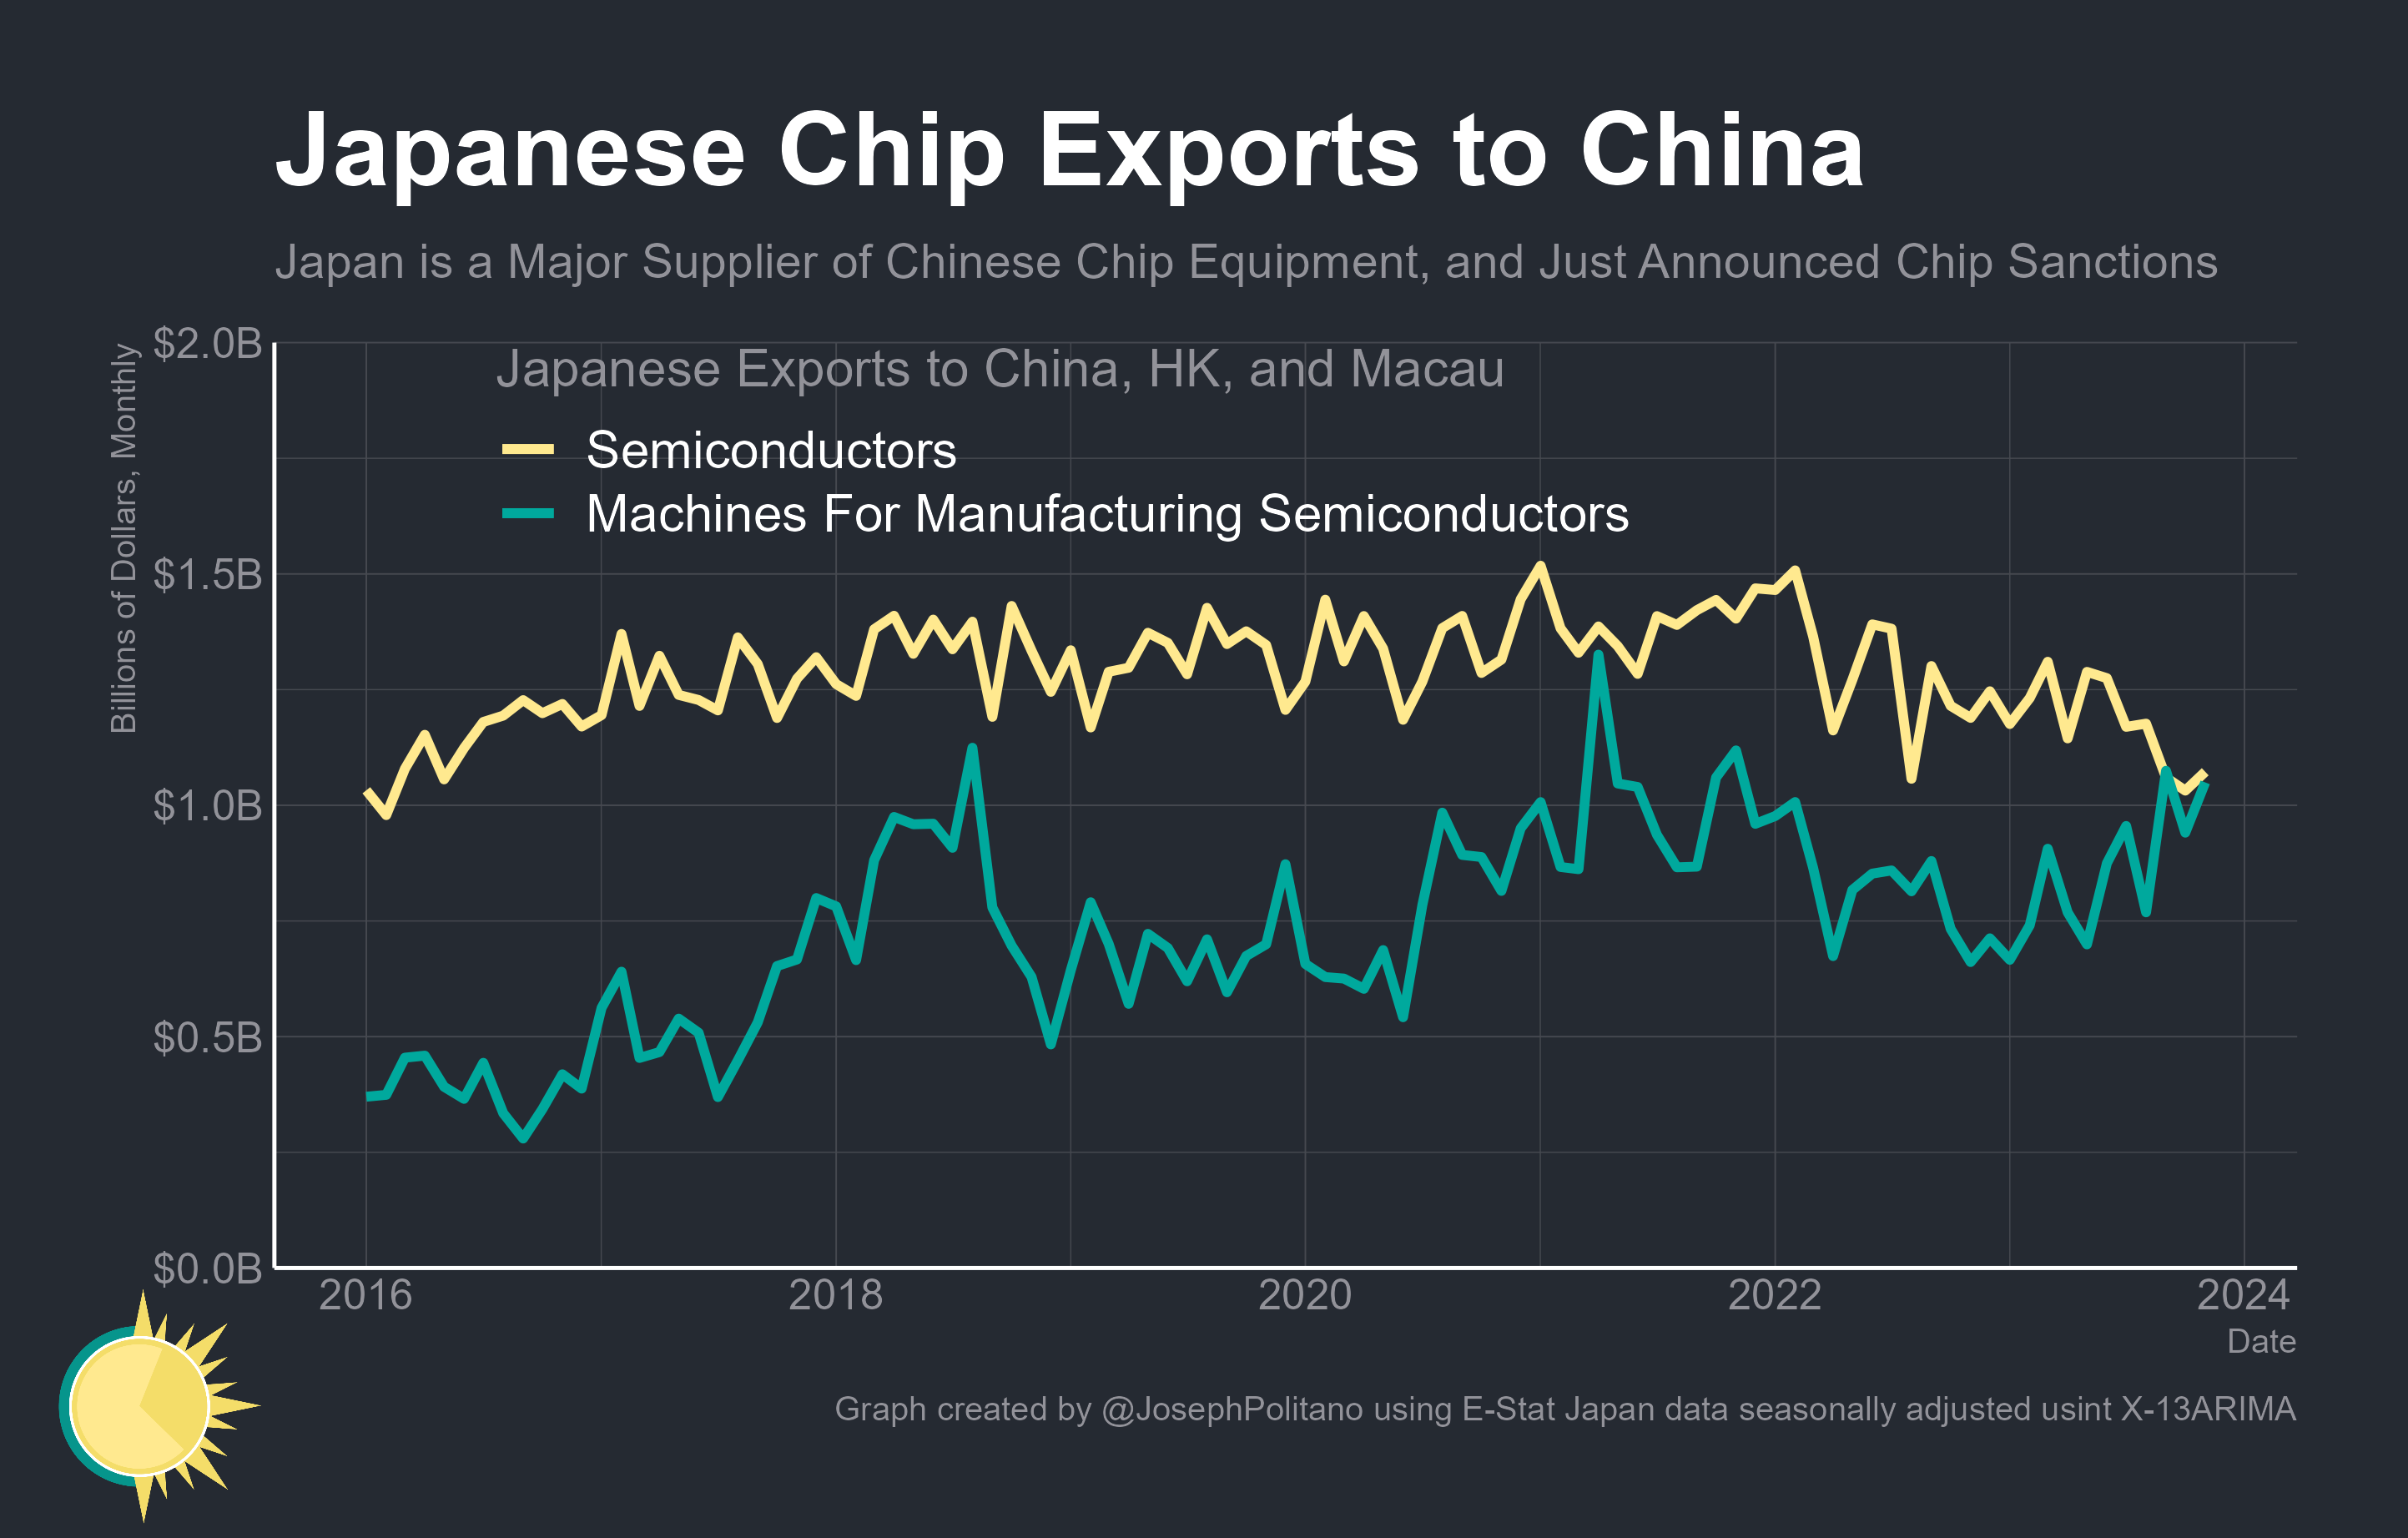 Japanese Chip Exports to China
Japan is a Major Supplier of Chinese Chip Equipment, and Just Announced Chip Sanctions
Billions of Dollars, Monthly
$2.0B
$1.5B
$1.0B
$0.5B
$0.0B
Japanese Exports to China, HK, and Macau
Semiconductors
Machines For Manufacturing Semiconductors
2016
2018
2020
2022
2024
Date
Graph created by @JosephPolitano using E-Stat Japan data seasonally adjusted usint X-13ARIMA